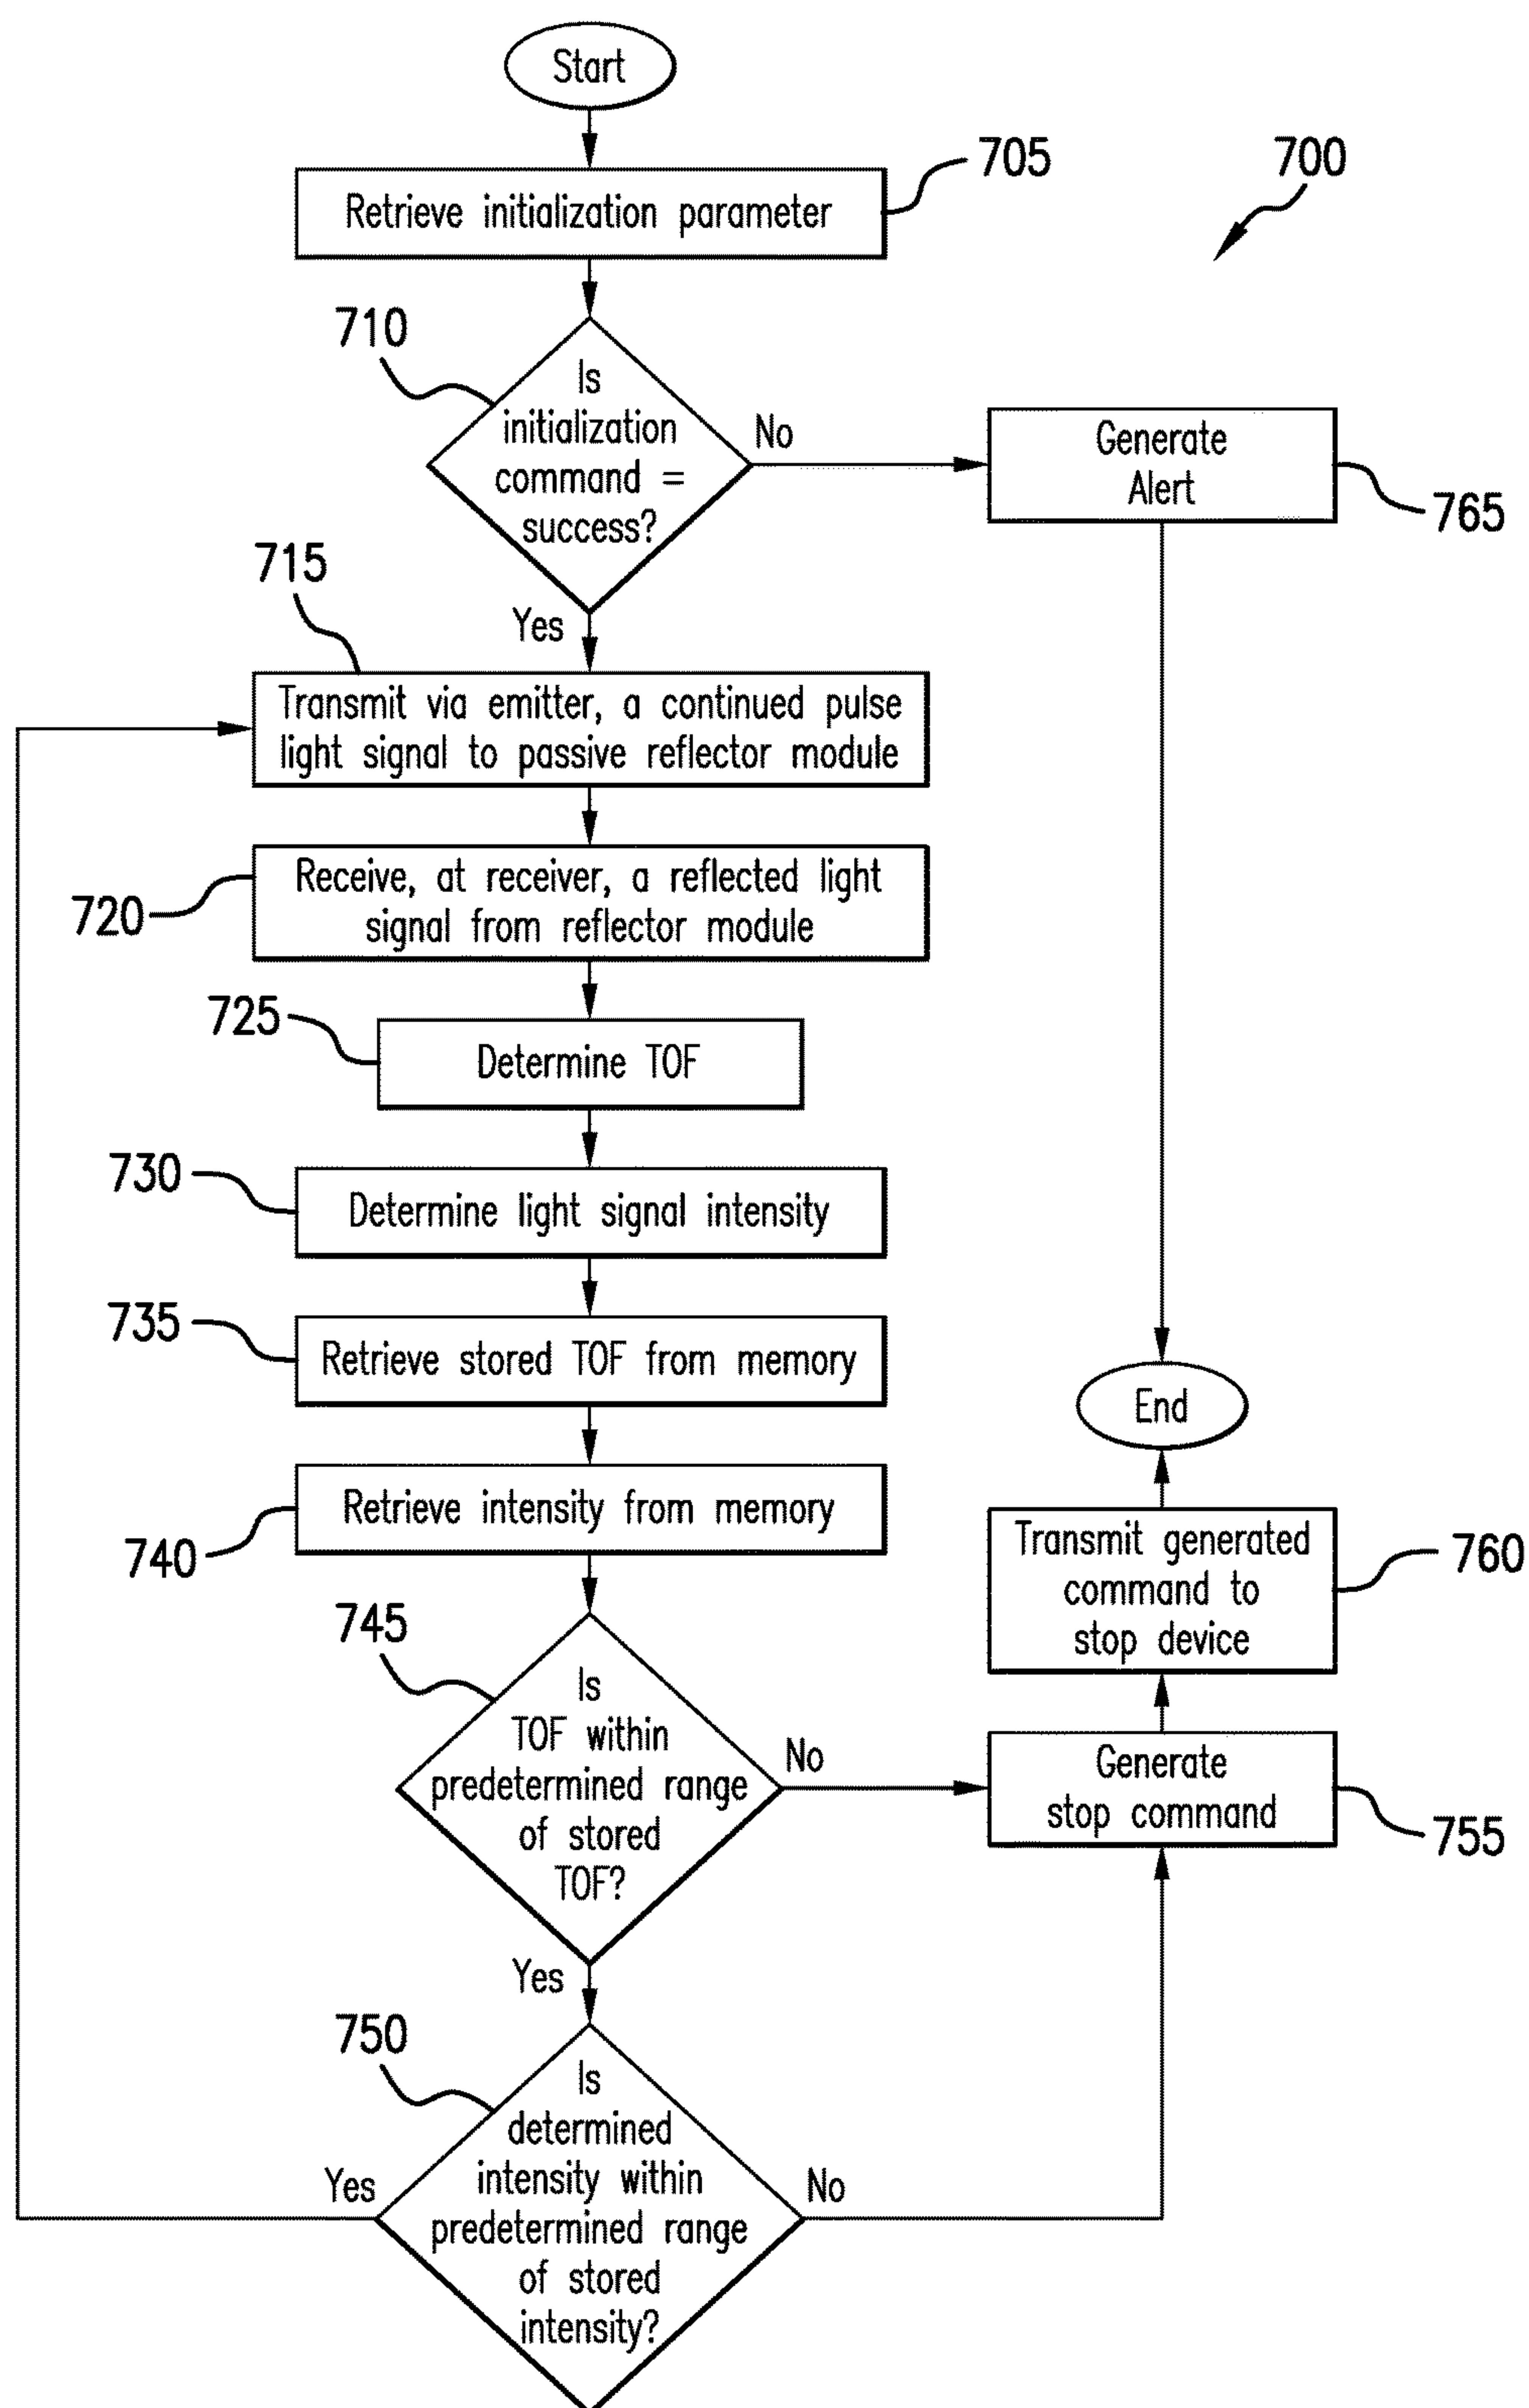 Start
Retrieve initialization parameter
705
700
710
Is
initialization
command =
success?
No
Generate
Alert
765
Yes
715
Transmit via emitter, a continued pulse
light signal to passive reflector module
720
Receive, at receiver, a reflected light
signal from reflector module
725
Determine TOF
730
Determine light signal intensity
735
Retrieve stored TOF from memory
End
740
Retrieve intensity from memory
Transmit generated
command to
stop device
760
745
Is
TOF within
predetermined range
of stored
TOF?
No
Generate
stop command
755
Yes
750
Is
determined
intensity within
predetermined range
of stored
intensity?
Yes
No